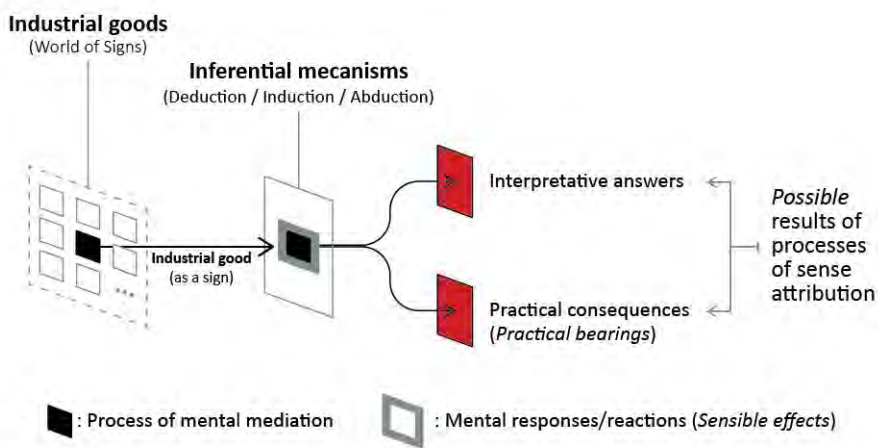 Industrial goods
(World of Signs)
Inferential mecanisms
(Deduction / Induction / Abduction)
Industrial good
(as a sign)
...
Interpretative answers
Practical consequences
(Practical bearings)
Possible
results of
processes
of sense
attribution
: Process of mental mediation
: Mental responses/reactions (Sensible effects)